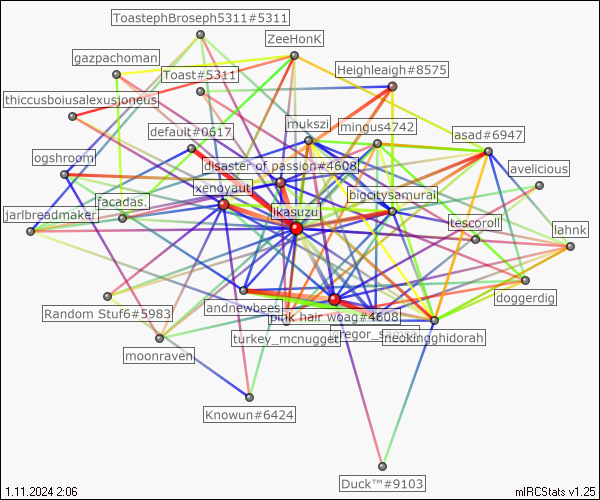 ToastephBroseph5311#5311
ZeeHonK
gazpachoman
Toast#5311
Heighleaigh#8575
thiccusboiusalexusjoneus
mukszi
mingus4742
default#0617
asad#6947
ogshroom
disaster of passion#4608
avelicious
xenoyaut
bigcitysamurai
facadas.
ikasuzu
jarlbreadmaker
tescoroll
lahnk
doggerdig
andnewbees
Random Stuf6#5983
pink hair woag#4608
turkey_mcnugget
neokingghidorah
moonraven
Knowun#6424
Duck™#9103
1.11.2024 2:06
mIRCStats v1.25